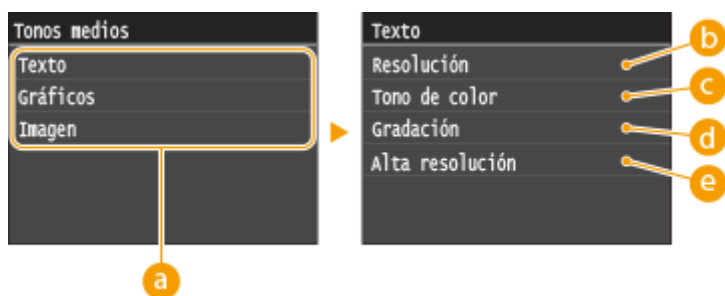 Tonos medios
Texto
Gráficos
Imagen
a
Texto
Resolución
Tono de color
Gradación
Alta resolución
b
c
d
e